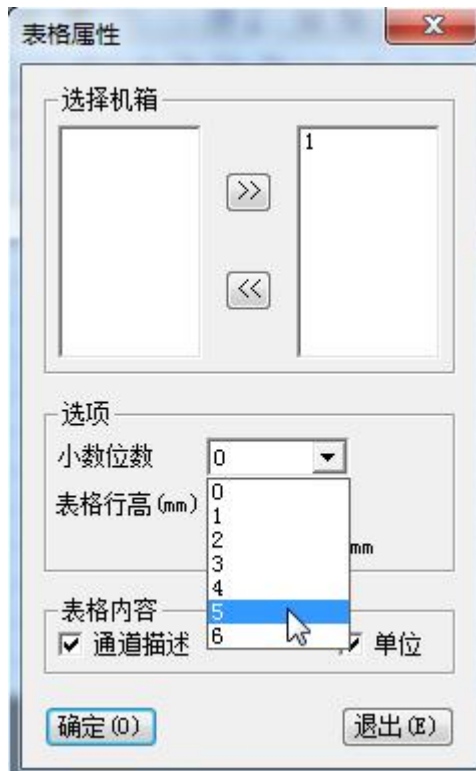 表格属性
X
选择机箱
1
>>
<<
选项
小数位数 0
0
表格行高(mm) 1
2
mm
3
4
表格内容 5
通道描述 6 单位
确定(O) 退出(E)